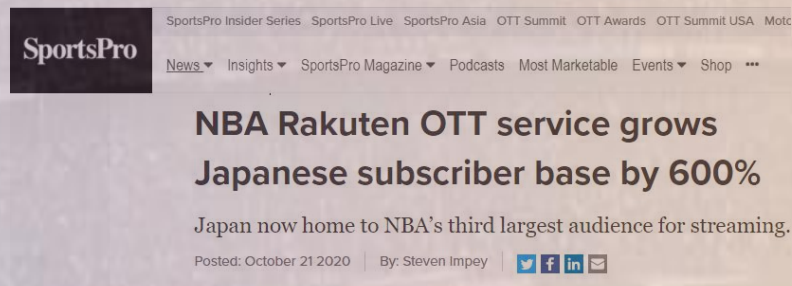 SportsPro Insider Series SportsPro Live SportsPro Asia OTT Summit OTT Awards OTT Summit USA
SportsPro
News Insights SportsPro Magazine Podcasts Most Marketable Events Shop •••
NBA Rakuten OTT service grows
Japanese subscriber base by 600%
Japan now home to NBA's third largest audience for streaming.
Posted: October 21 2020 By: Steven Impey